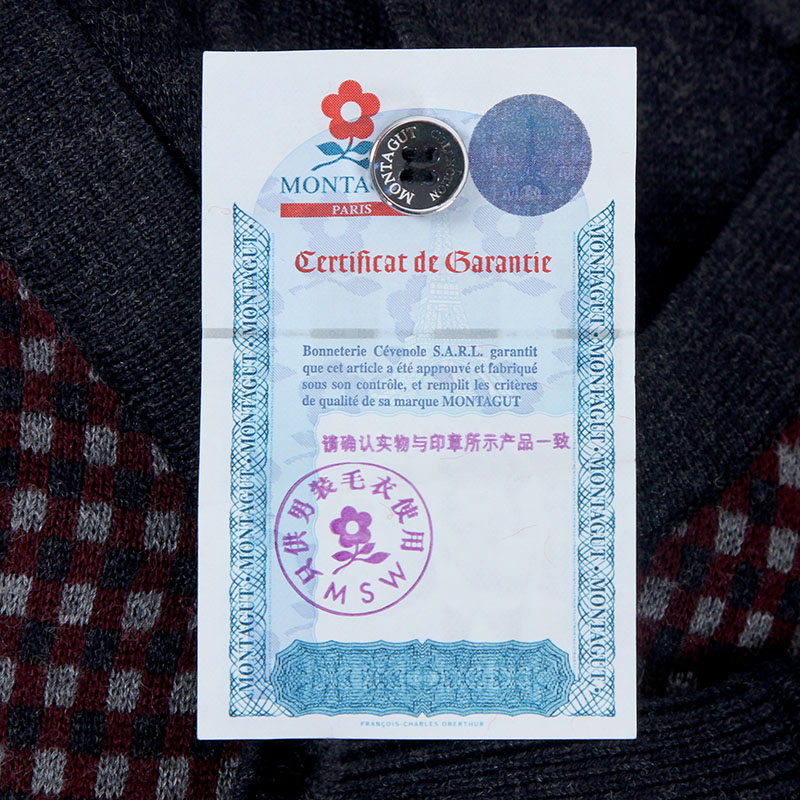 MONTAGUT
PARIS
MONTAGUT
Certificat de Garantie
Bonneterie Cévenole S.A.R.L. garantit
que cet article a été approuvé et fabriqué
sous son contrôle, et remplit les critères
de qualité de sa marque MONTAGUT
请确认实物与印章所示产品一致
只供男装毛衣使用
MSW
MONTAGUT · MONTAGUT · MONTAGUT · MONTAGUT
MONTAGUT · MONTAGUT · MONTAGUT · MONTAGUT
FRANÇOIS-CHARLES OBERTHUR